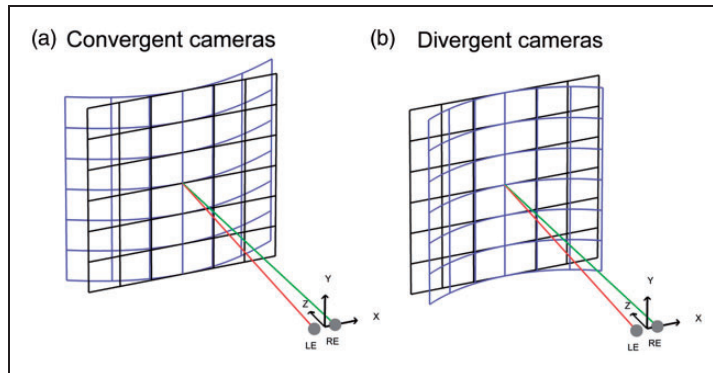 (a) Convergent cameras
(b) Divergent cameras
Y
Z
X
LE
RE
Y
Z
X
LE
RE